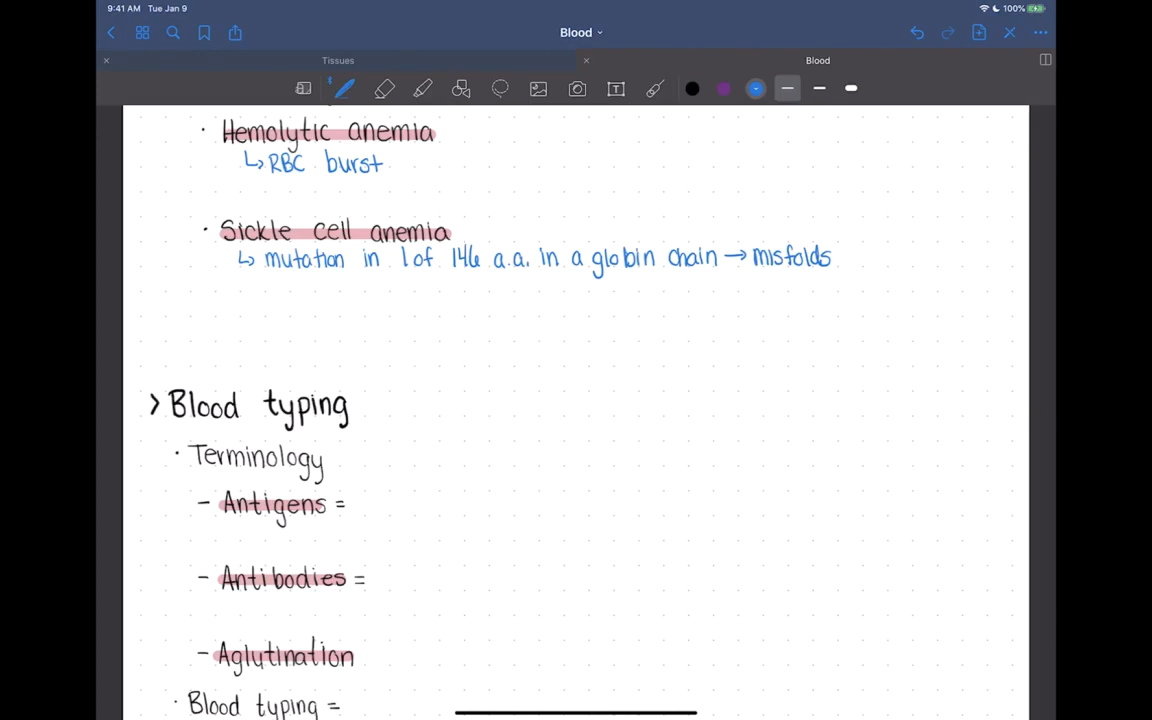 9:41 AM Tue Jan 9
100%
Blood
Tissues
Blood
· Hemolytic anemia
↳ RBC burst
· Sickle cell anemia
↳ mutation in 1 of 146 a.a. in a globin chain → misfolds
> Blood typing
· Terminology
- Antigens =
- Antibodies =
- Aglutination
· Blood typing =